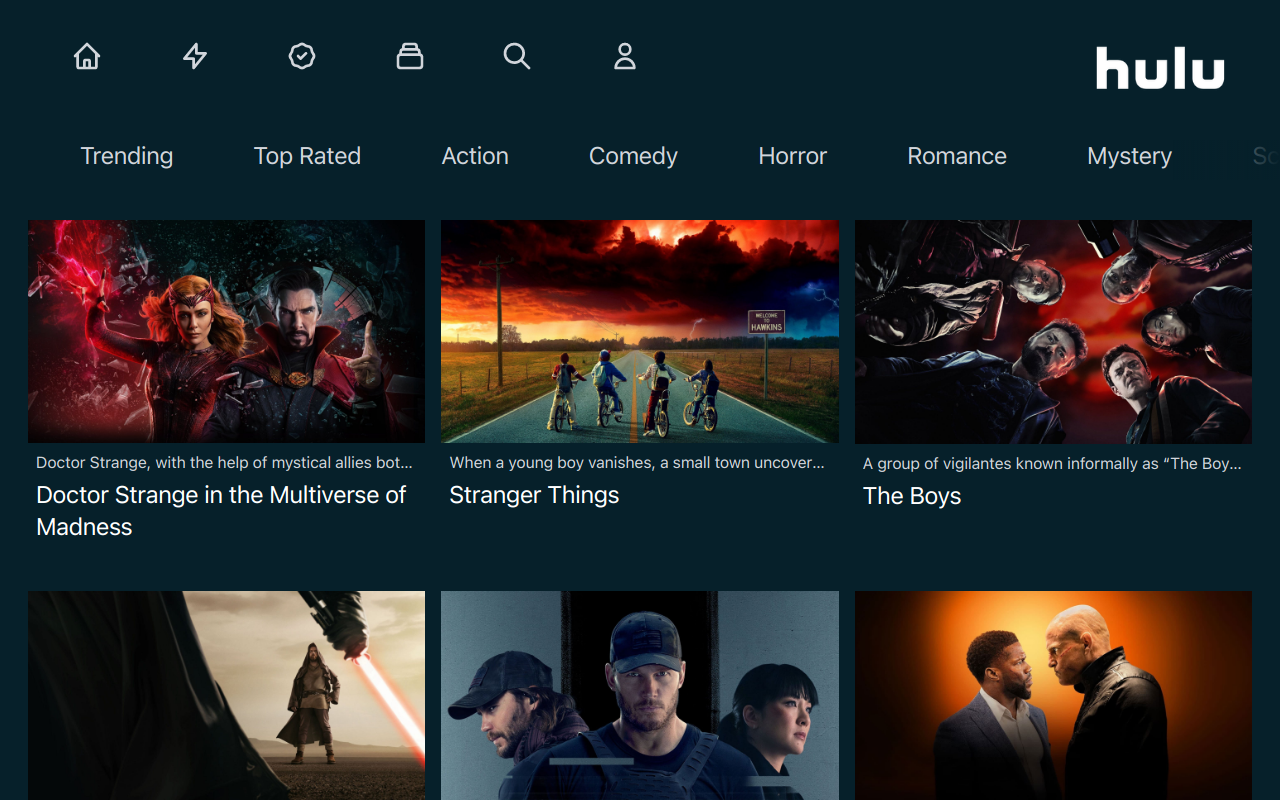 hulu
Trending Top Rated Action Comedy Horror Romance Mystery
WELCOME
TO
HAWKINS
Doctor Strange, with the help of mystical allies bot...
Doctor Strange in the Multiverse of
Madness
When a young boy vanishes, a small town uncover...
Stranger Things
A group of vigilantes known informally as “The Boy...
The Boys